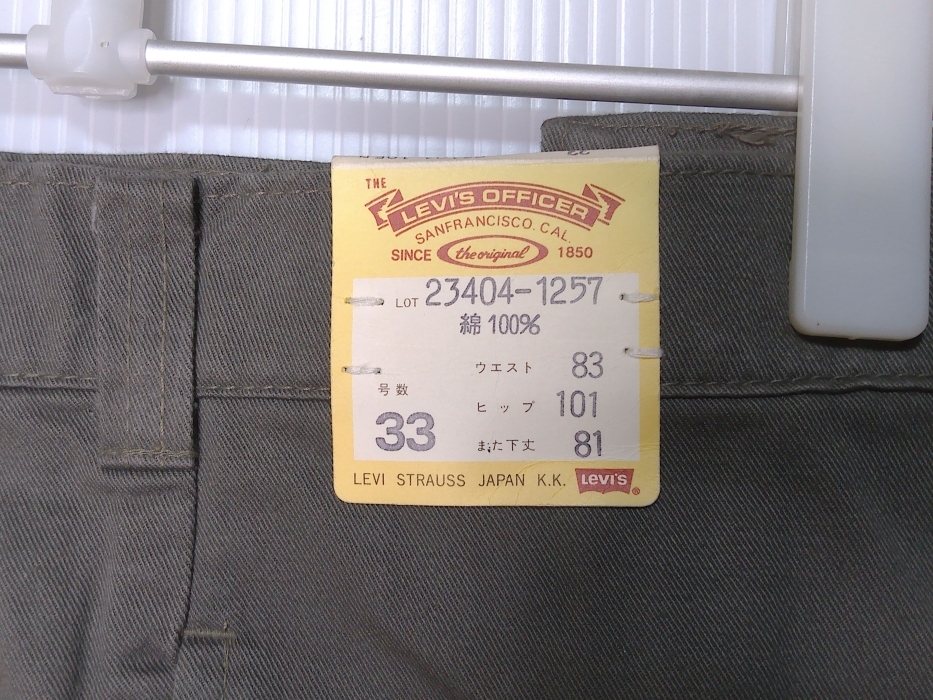 THE
LEVI'S OFFICER
SANFRANCISCO. CAL.
SINCE the original 1850
LOT 23404-1257
綿 100%
ウエスト 83
号数
ヒップ 101
33
また下丈 81
LEVI STRAUSS JAPAN K.K. LEVI'S ®